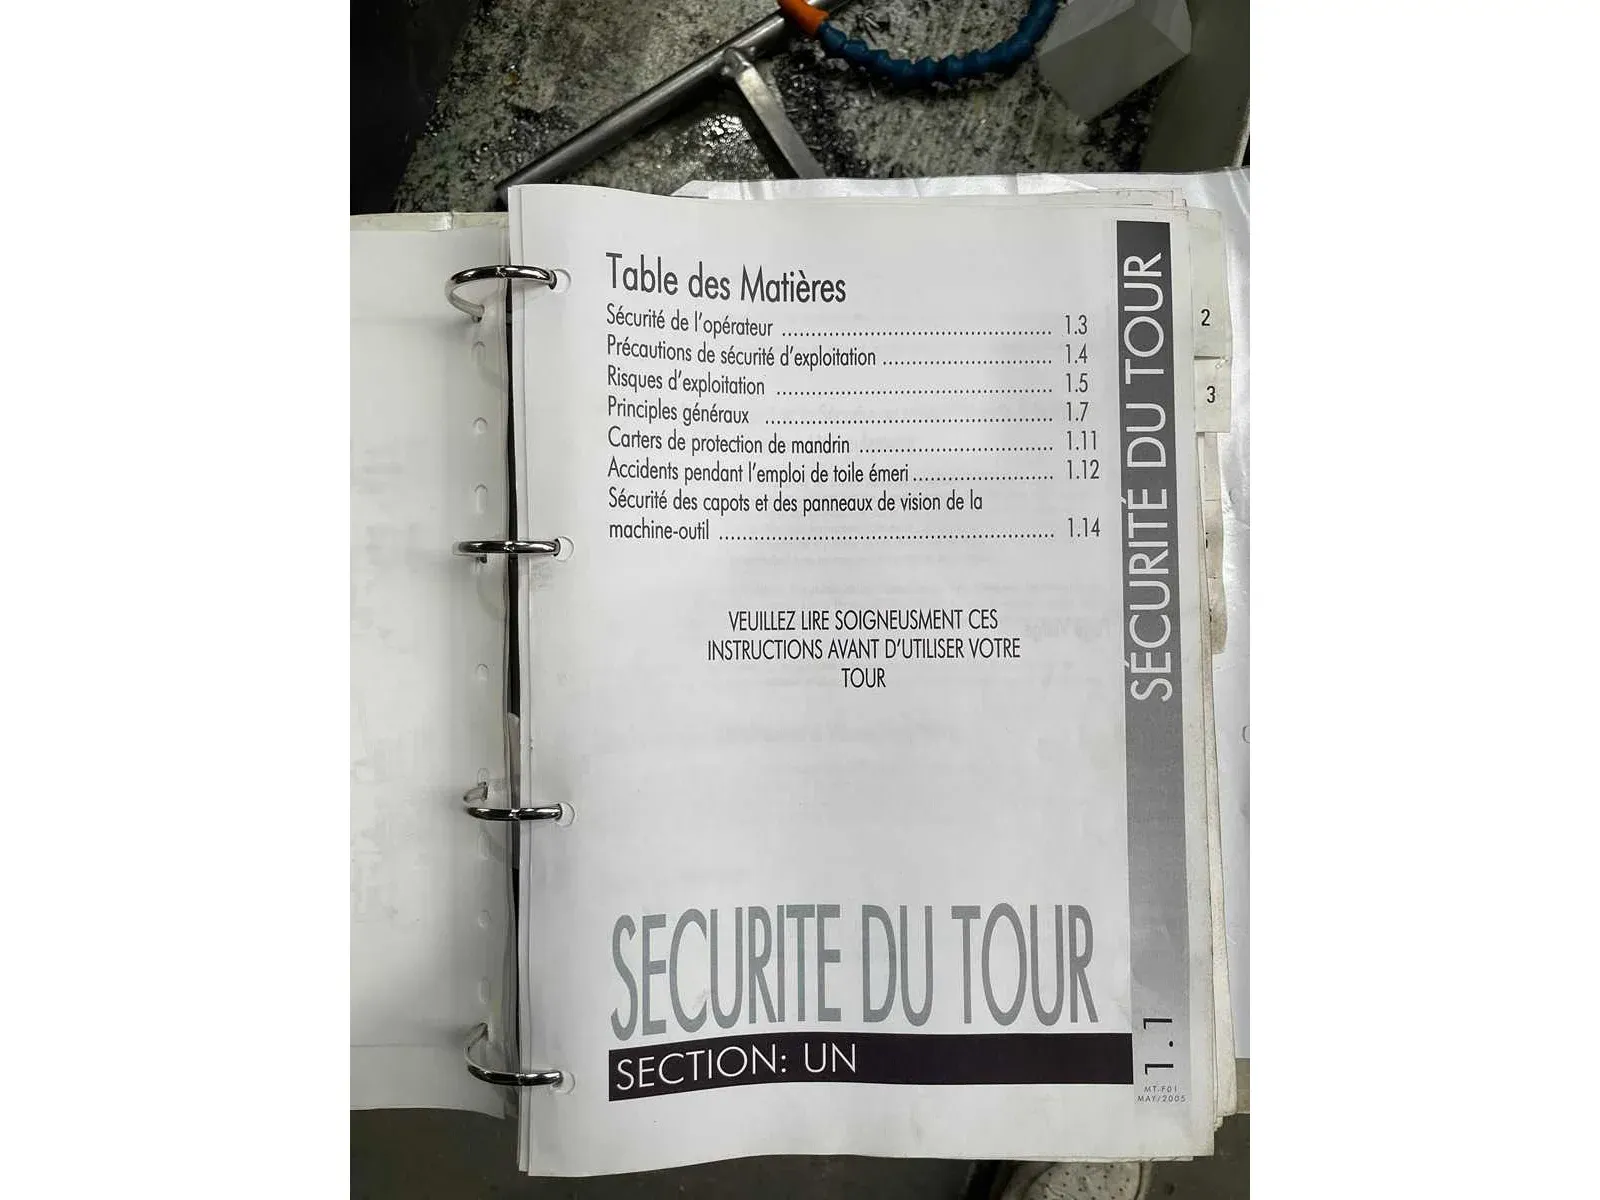 Table des Matières
Sécurité de l'opérateur .............................................. 1.3
Précautions de sécurité d'exploitation ............................. 1.4
Risques d'exploitation ............................................... 1.5
Principles généraux ................................................. 1.7
Carters de protection de mandrin ................................. 1.11
Accidents pendant l'emploi de toile émeri ........................ 1.12
Sécurité des capots et des panneaux de vision de la
machine-outil ......................................................... 1.14
VEUILLEZ LIRE SOIGNEUSMENT CES
INSTRUCTIONS AVANT D'UTILISER VOTRE
TOUR
SECURITE DU TOUR
SECTION: UN
SÉCURITÉ DU TOUR
1.1
MT-F01
MAY/2005
2
3